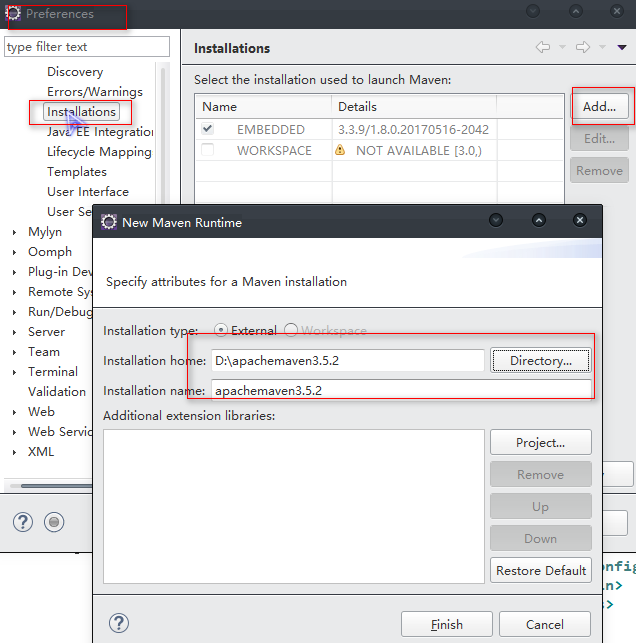 Preferences
type filter text
Installations
Discovery
Errors/Warnings
Installations
Java EE Integration
Lifecycle Mapping
Templates
User Interface
User Se
Mylyn
Oomph
Plug-in Dev
Remote Sys
Run/Debug
Server
Team
Terminal
Validation
Web
Web Servic
XML
Select the installation used to launch Maven:
Name Details
EMBEDDED 3.3.9/1.8.0.20170516-2042
WORKSPACE NOT AVAILABLE [3.0,)
Add...
Edit...
Remove
New Maven Runtime
Specify attributes for a Maven installation
Installation type: External Workspace
Installation home: D:\apachemaven3.5.2 Directory...
Installation name: apachemaven3.5.2
Additional extension libraries:
Project...
Remove
Up
Down
Restore Default
Finish Cancel
onfig
n>
s>